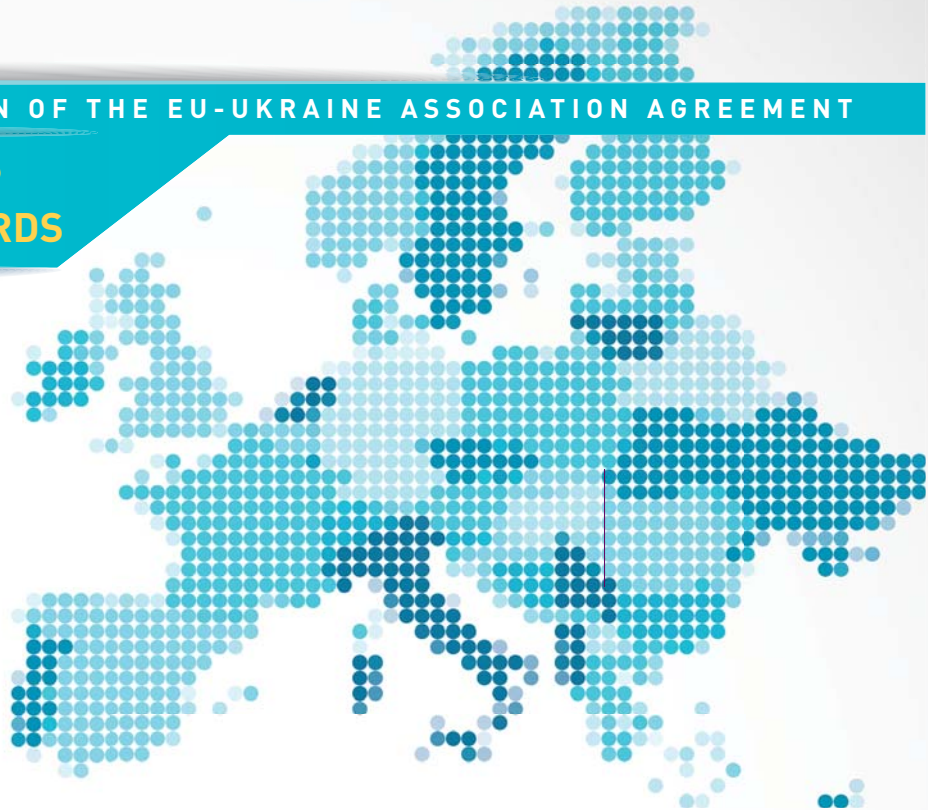 N OF THE EU-UKRAINE ASSOCIATION AGREEMENT
RDS